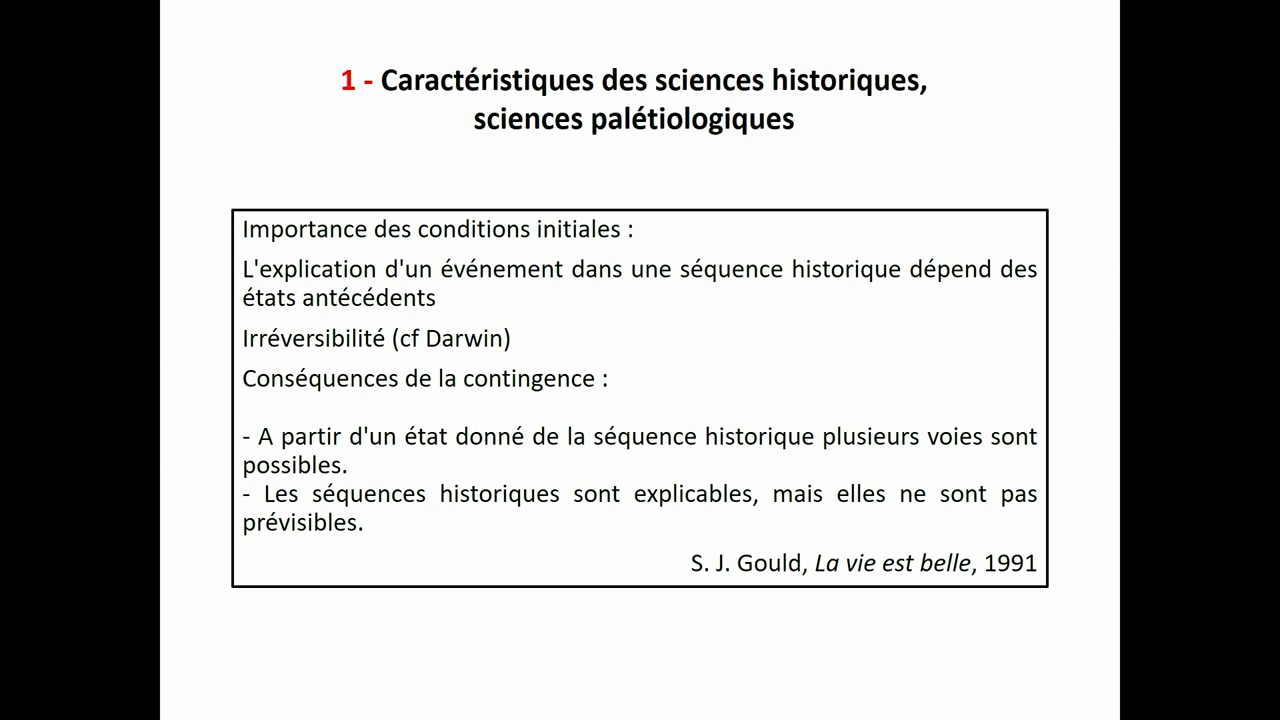 1 - Caractéristiques des sciences historiques,
sciences palétiologiques
Importance des conditions initiales :
L'explication d'un événement dans une séquence historique dépend des
états antécédents
Irréversibilité (cf Darwin)
Conséquences de la contingence :
- A partir d'un état donné de la séquence historique plusieurs voies sont
possibles.
- Les séquences historiques sont explicables, mais elles ne sont pas
prévisibles.
S. J. Gould, La vie est belle, 1991